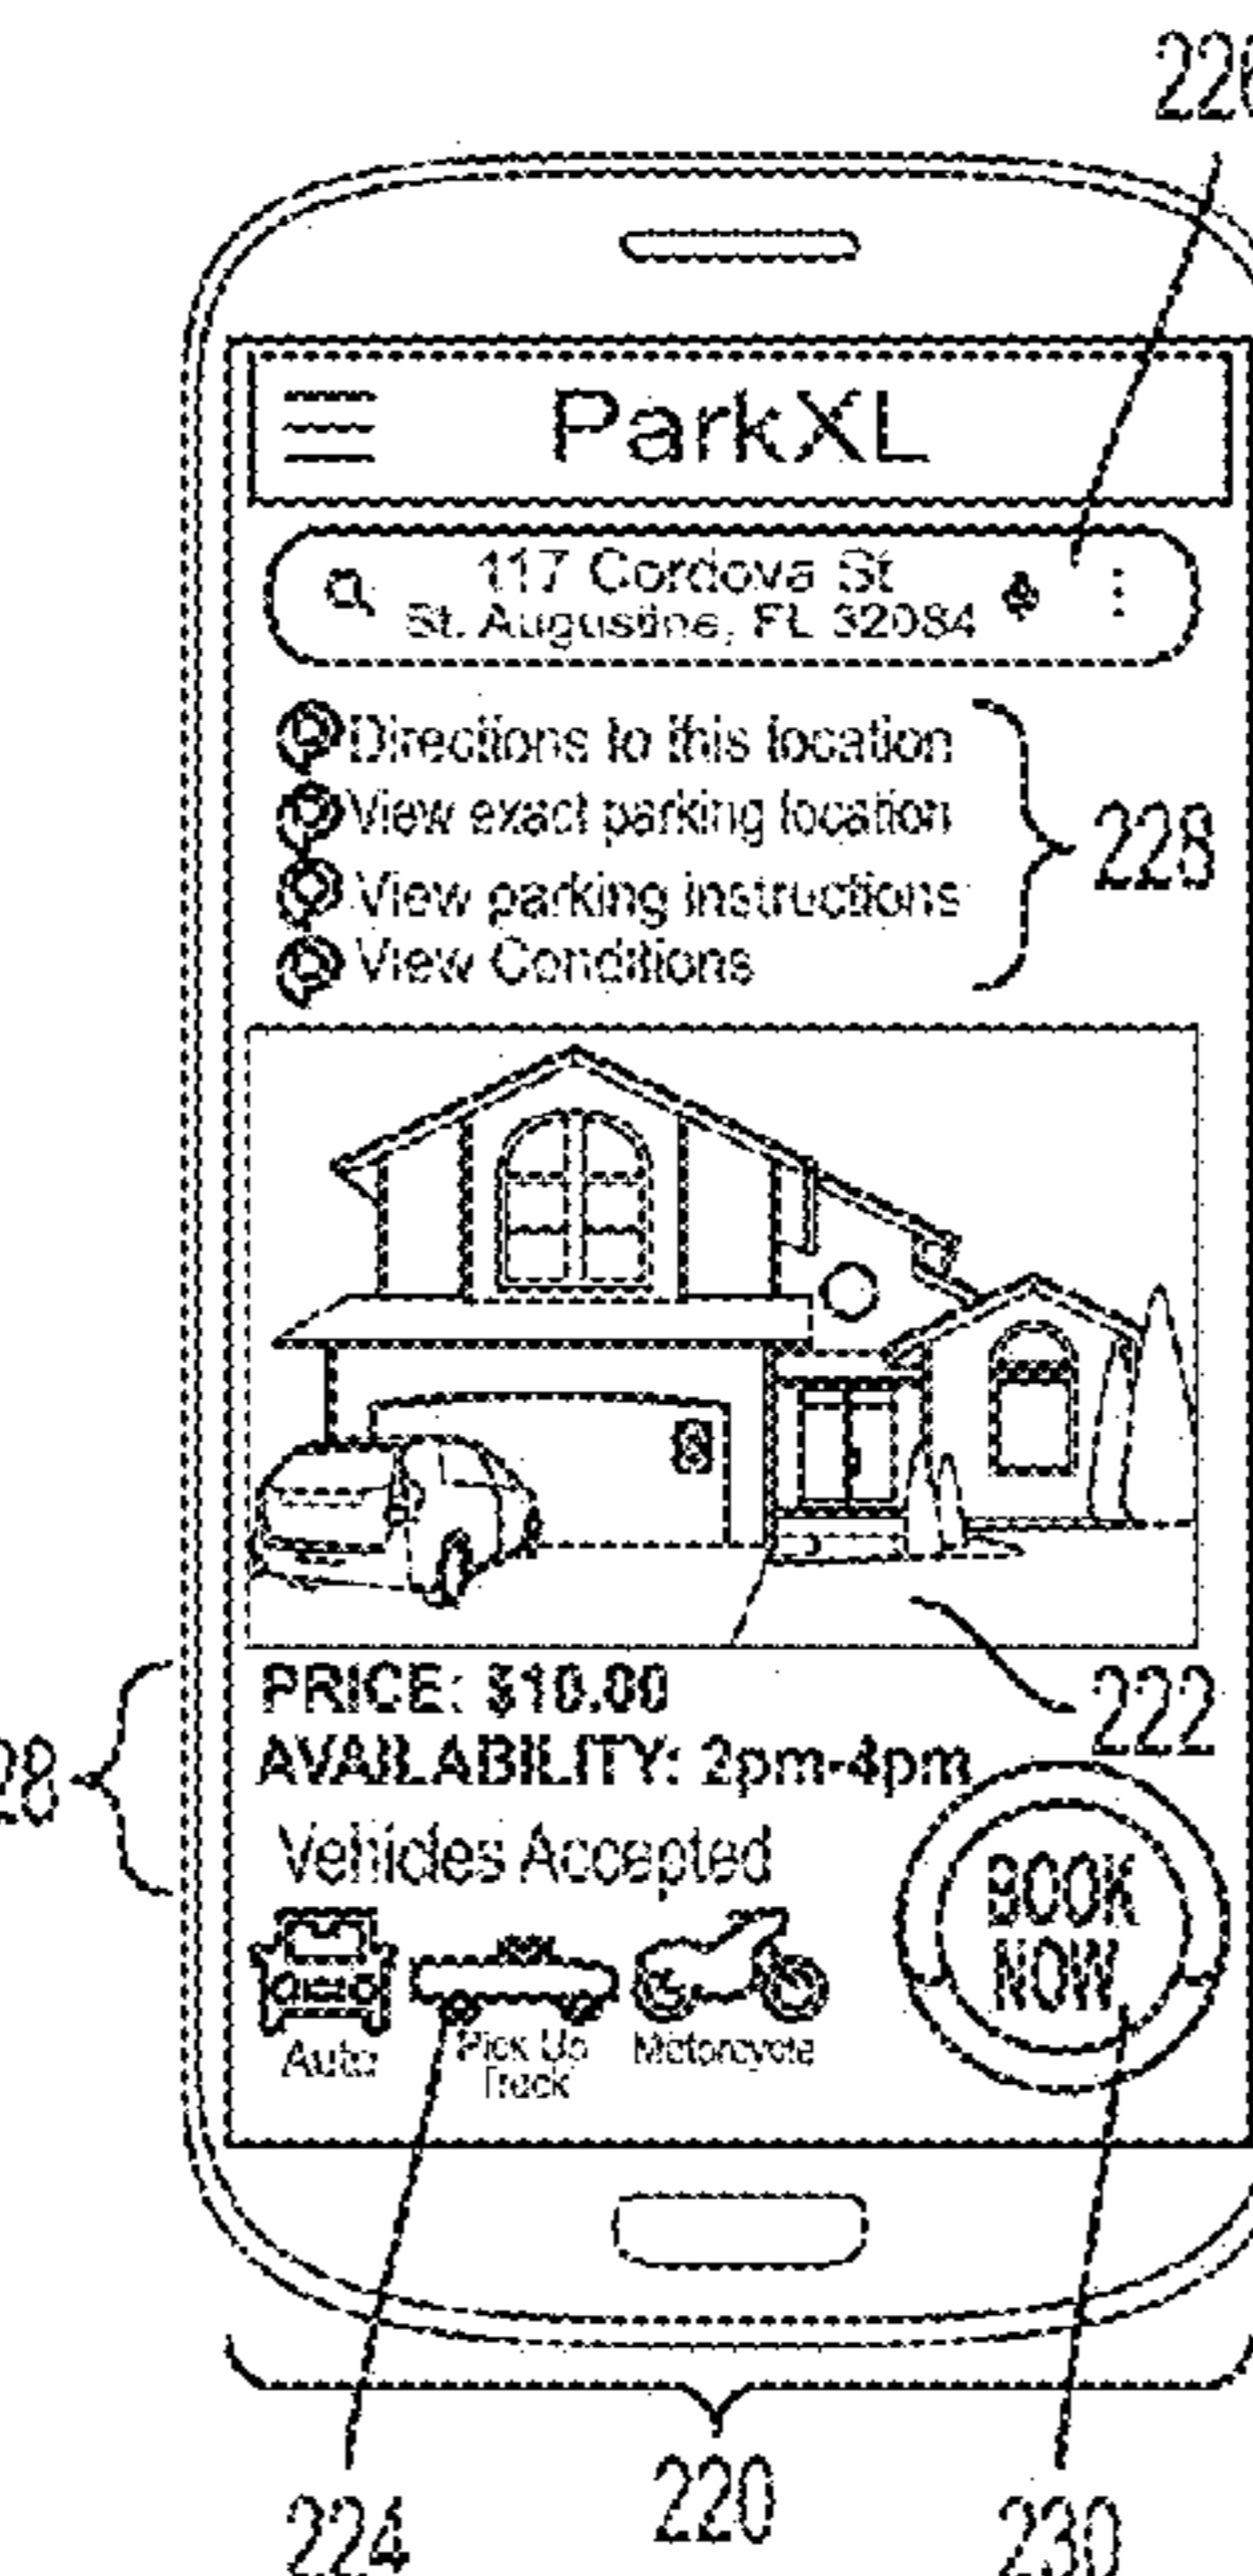 ParkXL
117 Cordova St
St. Augustine, FL 32084
Directions to this location
View exact parking location
View parking instructions
View Conditions
228
222
PRICE: $10.00
AVAILABILITY: 2pm-4pm
Vehicles Accepted
BOOK
NOW
Auto
Pick Up
Truck
Motorcycle
220
224
230